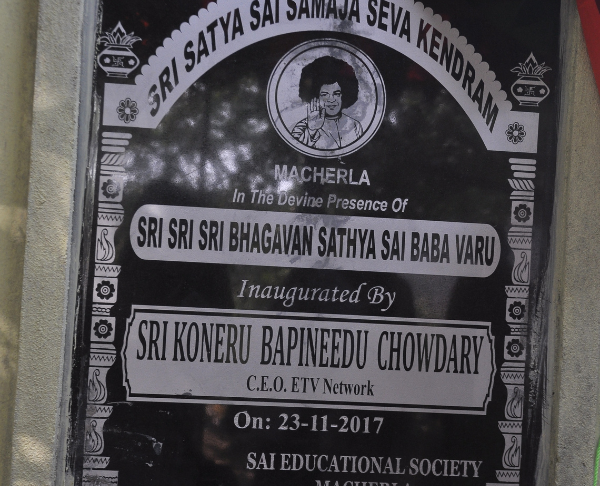 SRI SATYA SAI SAMAJA SEVA KENDRAM
MACHERLA
In The Devine Presence Of
SRI SRI SRI BHAGAVAN SATHYA SAI BABA VARU
Inaugurated By
SRI KONERU BAPINEEDU CHOWDARY
C.E.O. ETV Network
On: 23-11-2017
SAI EDUCATIONAL SOCIETY
MACHERLA